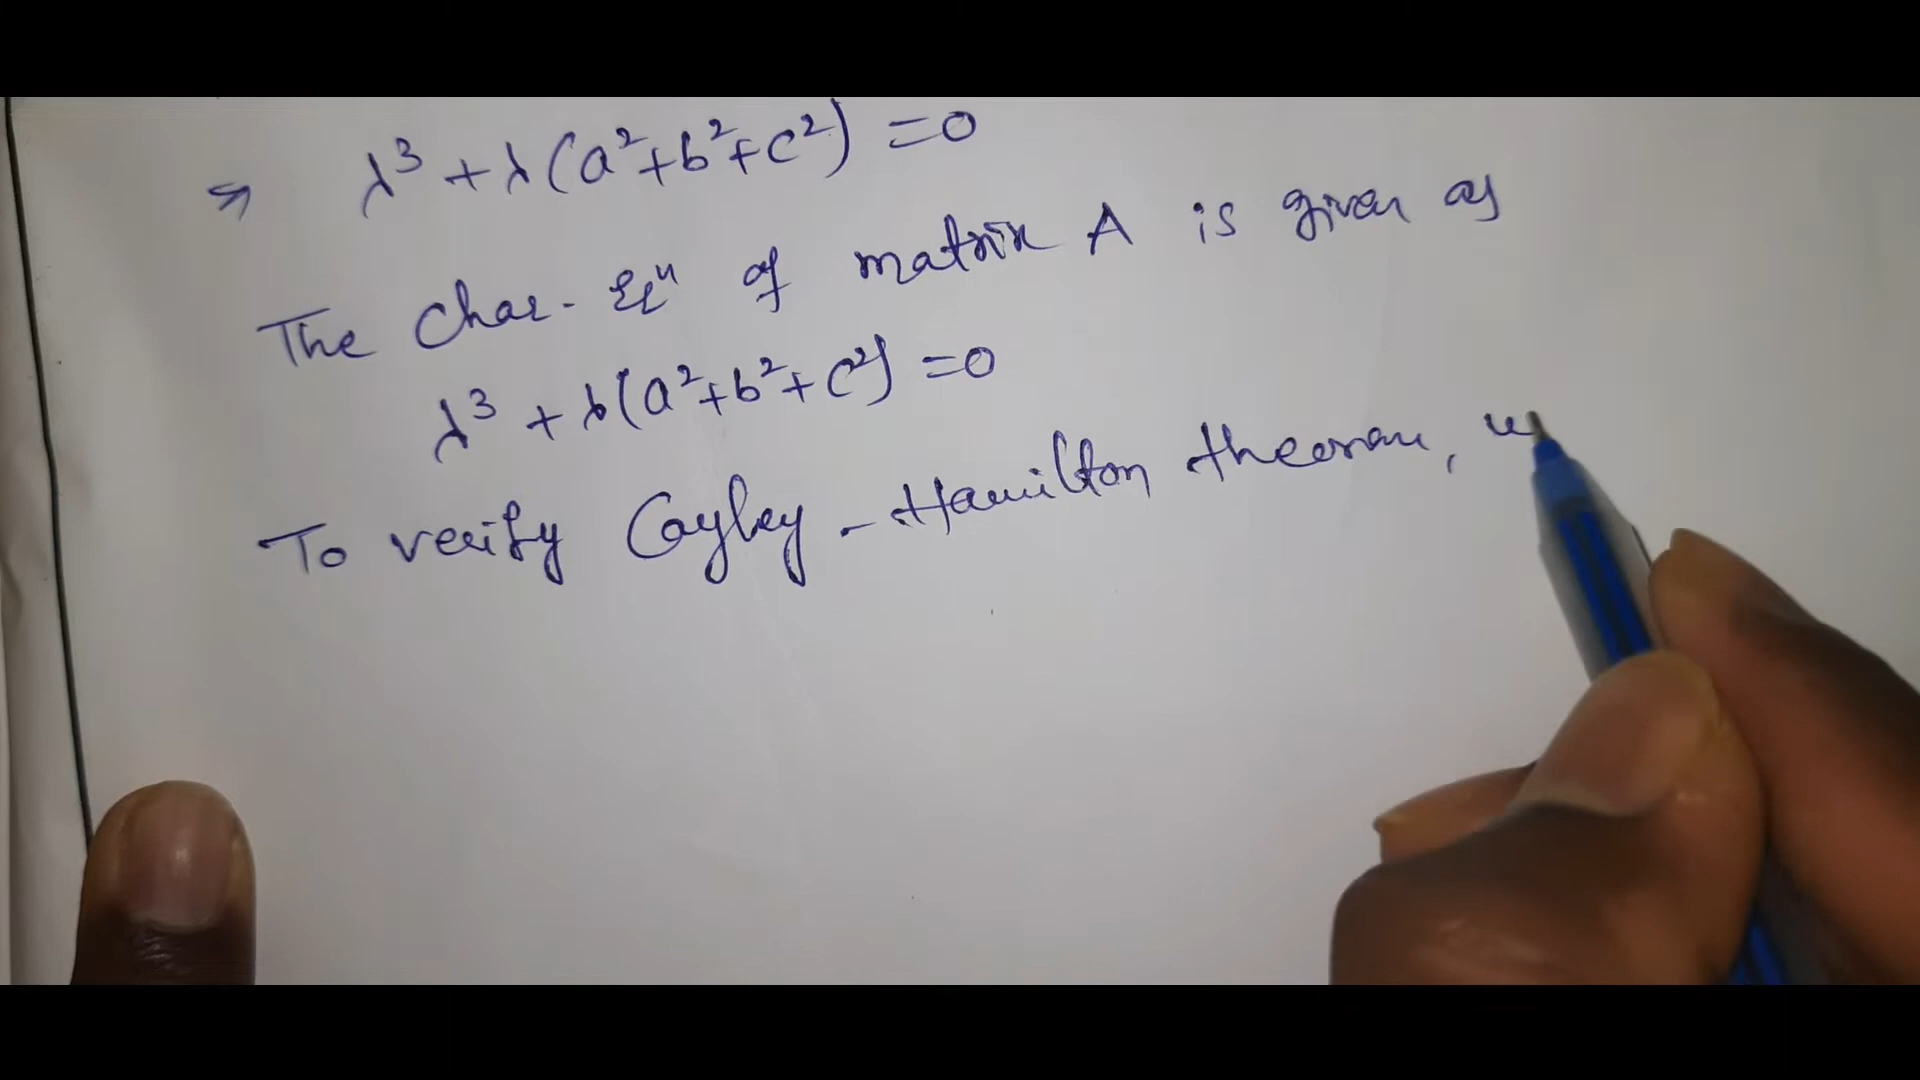 ⇒ λ³ + λ(a²+b²+c²) = 0
The Char. Eqⁿ of matrix A is given as
λ³ + λ(a²+b²+c²) = 0
To verify Cayley-Hamilton theorem,